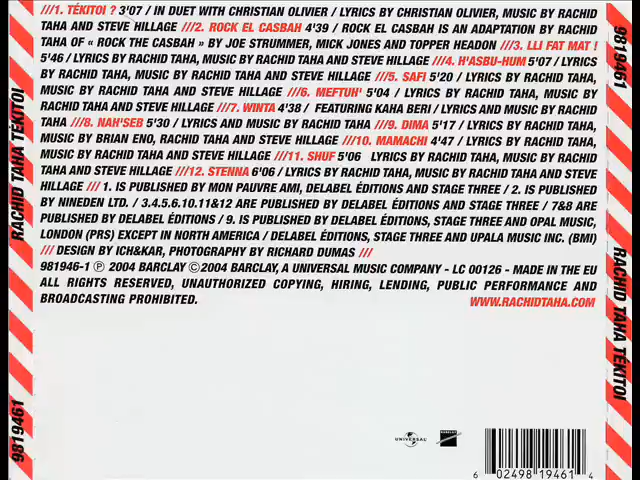 ///1. TÉKITOI ? 3'07 / IN DUET WITH CHRISTIAN OLIVIER / LYRICS BY CHRISTIAN OLIVIER, MUSIC BY RACHID
TAHA AND STEVE HILLAGE ///2. ROCK EL CASBAH 4'39 / ROCK EL CASBAH IS AN ADAPTATION BY RACHID
TAHA OF « ROCK THE CASBAH » BY JOE STRUMMER, MICK JONES AND TOPPER HEADON ///3. LLI FAT MAT !
5'46 / LYRICS BY RACHID TAHA, MUSIC BY RACHID TAHA AND STEVE HILLAGE ///4. H'ASBU-HUM 5'07 / LYRICS
BY RACHID TAHA, MUSIC BY RACHID TAHA AND STEVE HILLAGE ///5. SAFI 5'20 / LYRICS BY RACHID TAHA,
MUSIC BY RACHID TAHA AND STEVE HILLAGE ///6. MEFTUH' 5'04 / LYRICS BY RACHID TAHA, MUSIC BY
RACHID TAHA AND STEVE HILLAGE ///7. WINTA 4'38 / FEATURING KAHA BERI / LYRICS AND MUSIC BY RACHID
TAHA ///8. NAH'SEB 5'30 / LYRICS AND MUSIC BY RACHID TAHA ///9. DIMA 5'17 / LYRICS BY RACHID TAHA,
MUSIC BY BRIAN ENO, RACHID TAHA AND STEVE HILLAGE ///10. MAMACHI 4'47 / LYRICS BY RACHID TAHA,
MUSIC BY RACHID TAHA AND STEVE HILLAGE ///11. SHUF 5'06 LYRICS BY RACHID TAHA, MUSIC BY RACHID
TAHA AND STEVE HILLAGE ///12. STENNA 6'06 / LYRICS BY RACHID TAHA, MUSIC BY RACHID TAHA AND STEVE
HILLAGE /// 1. IS PUBLISHED BY MON PAUVRE AMI, DELABEL ÉDITIONS AND STAGE THREE / 2. IS PUBLISHED
BY NINEDEN LTD. / 3.4.5.6.10.11&12 ARE PUBLISHED BY DELABEL ÉDITIONS AND STAGE THREE / 7&8 ARE
PUBLISHED BY DELABEL ÉDITIONS / 9. IS PUBLISHED BY DELABEL ÉDITIONS, STAGE THREE AND OPAL MUSIC,
LONDON (PRS) EXCEPT IN NORTH AMERICA / DELABEL ÉDITIONS, STAGE THREE AND UPALA MUSIC INC. (BMI)
/// DESIGN BY ICH&KAR, PHOTOGRAPHY BY RICHARD DUMAS ///
981946-1 Ⓟ 2004 BARCLAY ©2004 BARCLAY, A UNIVERSAL MUSIC COMPANY - LC 00126 - MADE IN THE EU
ALL RIGHTS RESERVED, UNAUTHORIZED COPYING, HIRING, LENDING, PUBLIC PERFORMANCE AND
BROADCASTING PROHIBITED. WWW.RACHIDTAHA.COM
RACHID TAHA TÉKITOI
9819461
9819461
RACHID TAHA TÉKITOI
UNIVERSAL
6 02498 19461 4